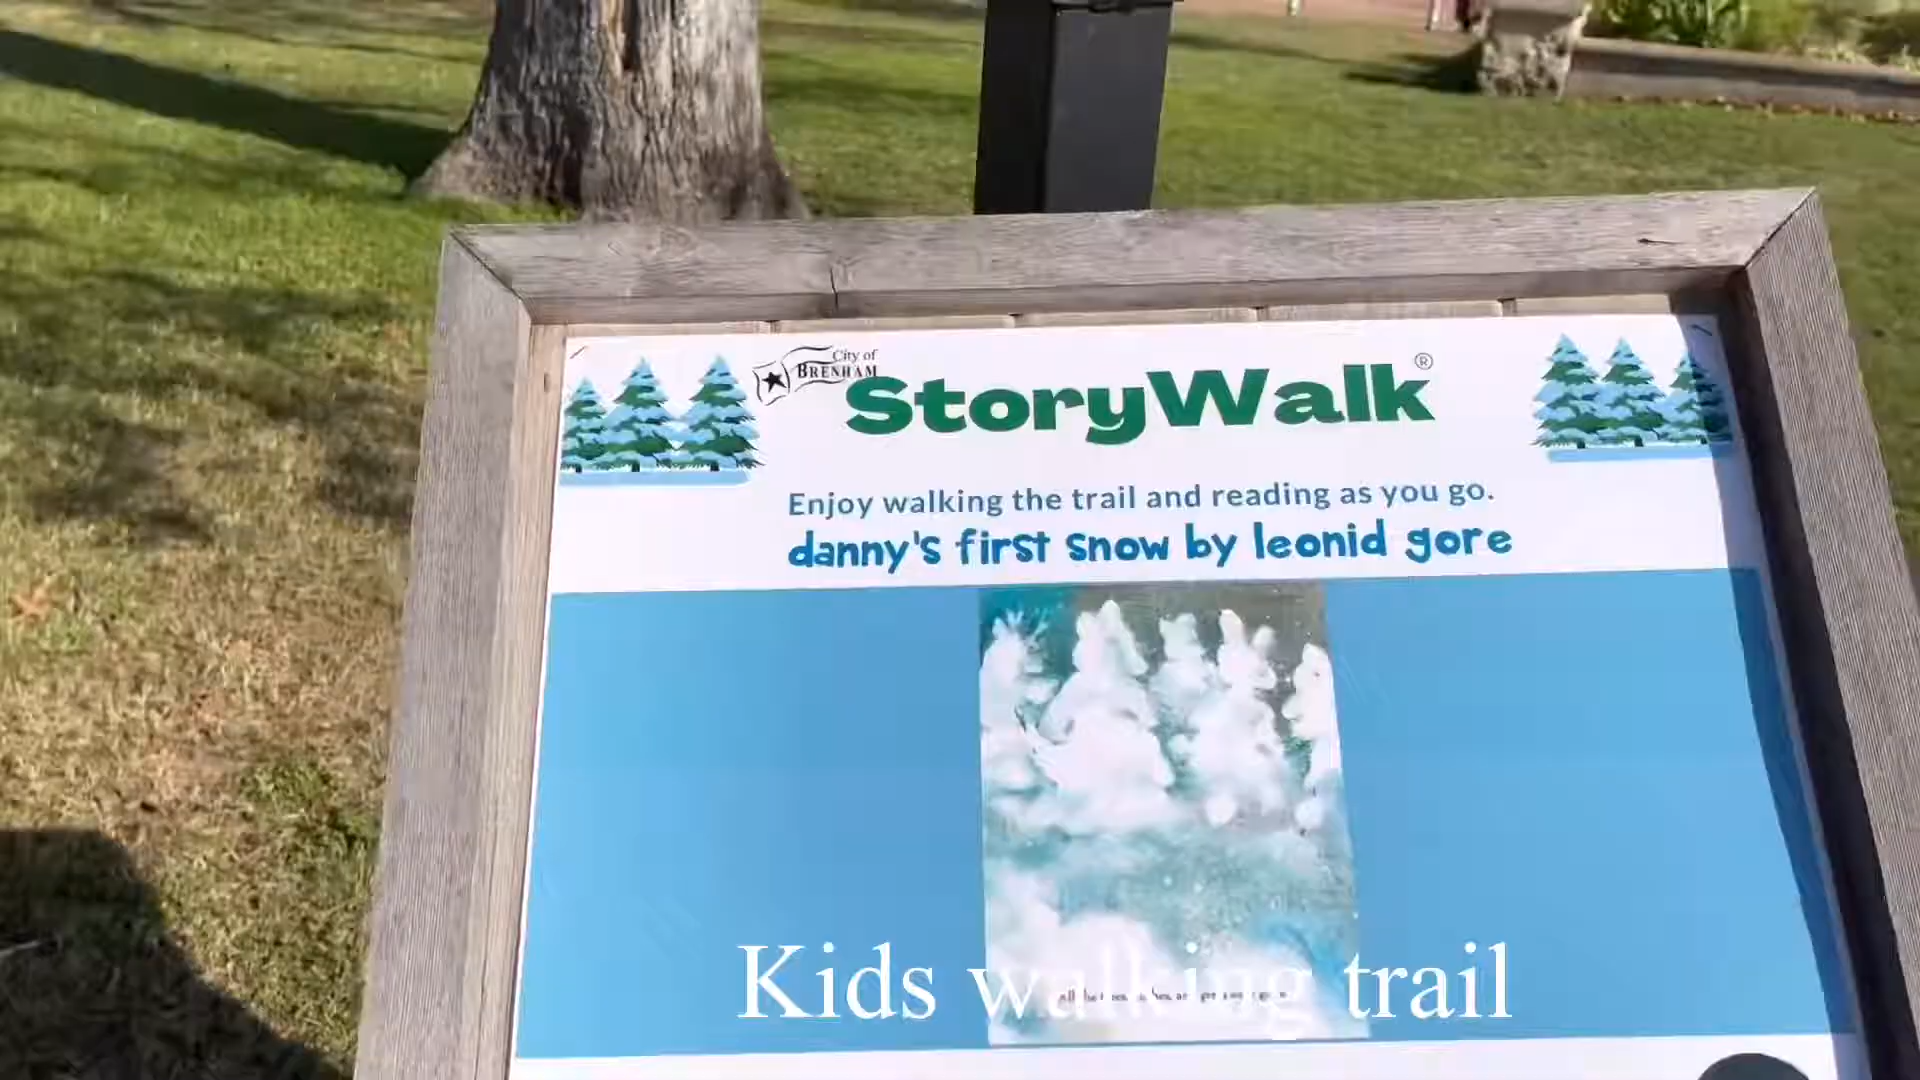 City of
BRENHAM
StoryWalk®
Enjoy walking the trail and reading as you go.
danny's first snow by leonid gore
Kids walking trail